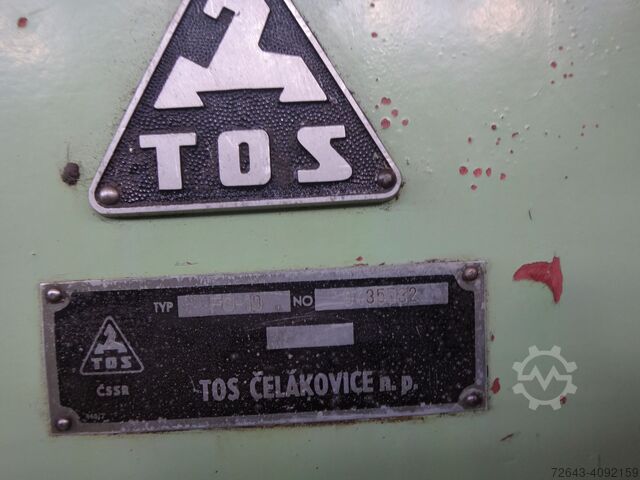 TOS
TYP NO
TOS
ČSSR
TOS ČELÁKOVICE n. p.
72643-4092159